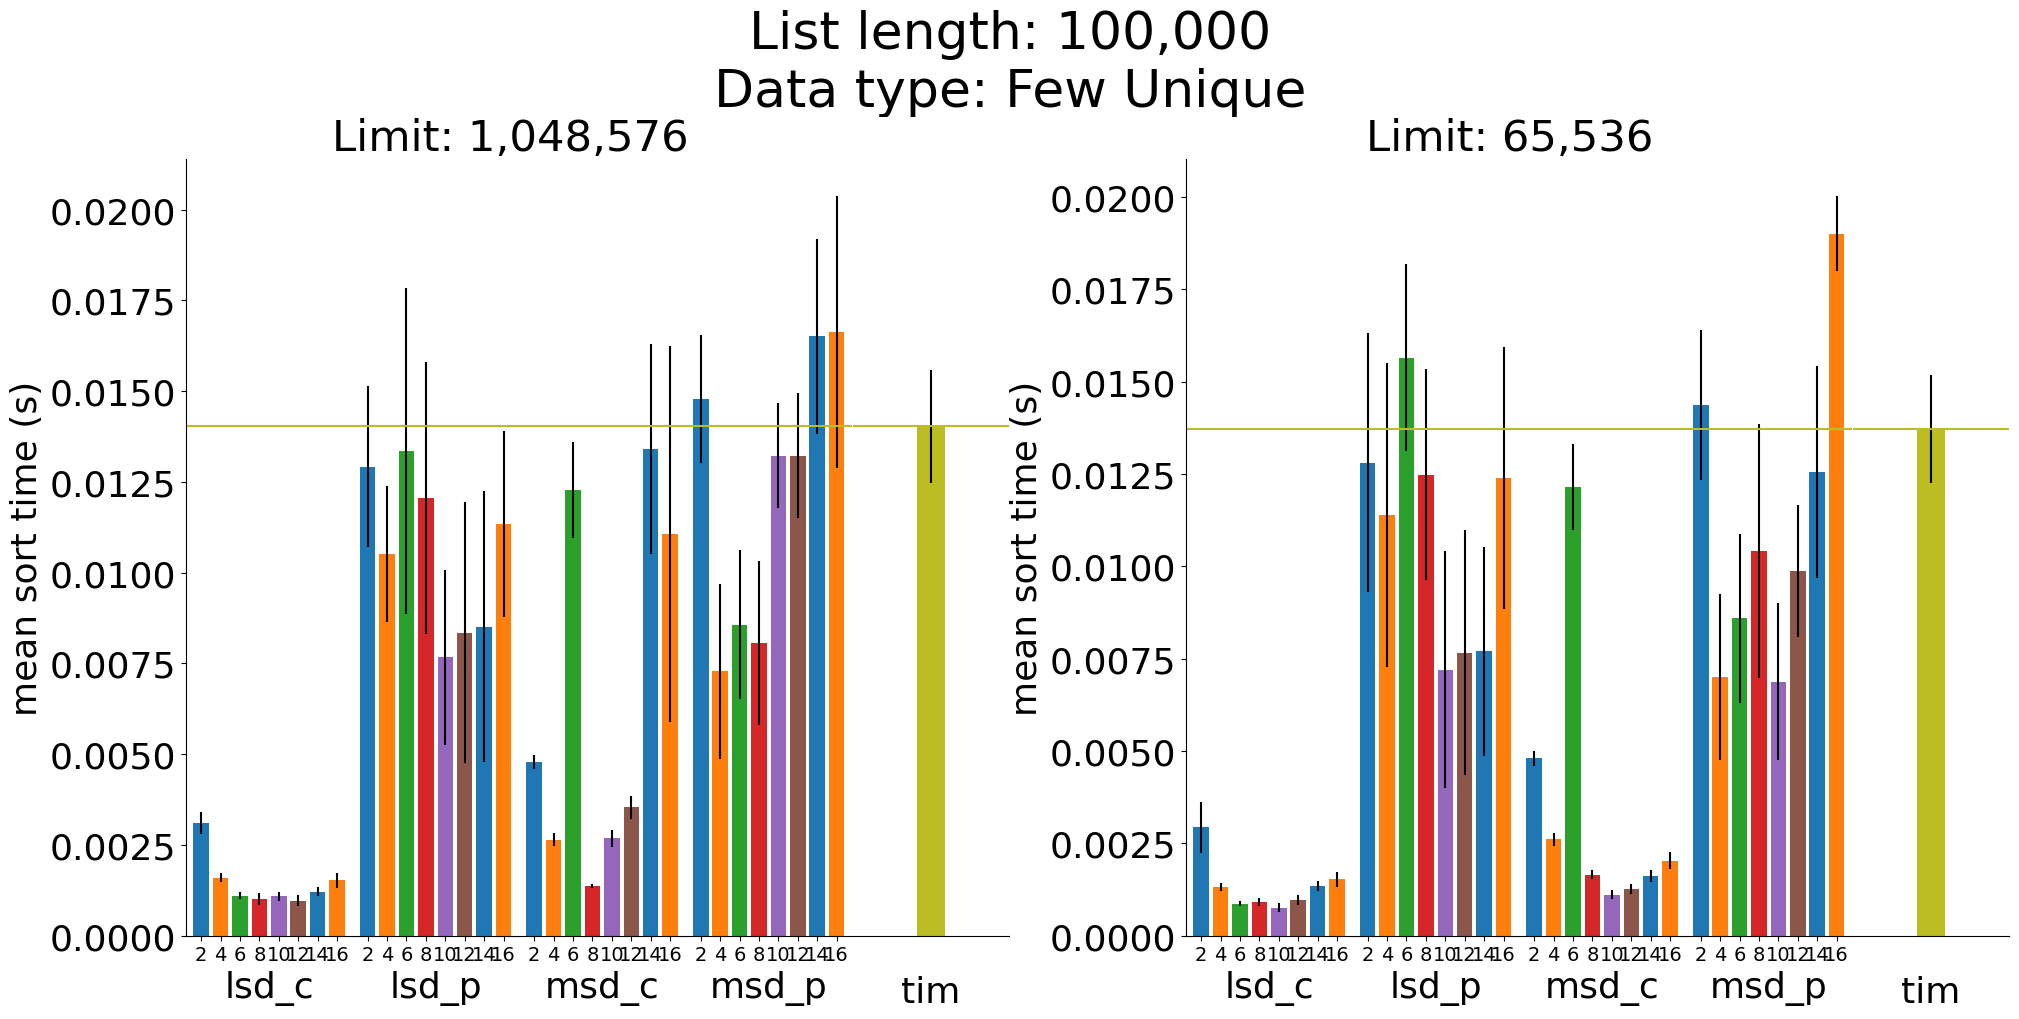 List length: 100,000
Data type: Few Unique
Limit: 1,048,576
mean sort time (s)
0.0200
0.0175
0.0150
0.0125
0.0100
0.0075
0.0050
0.0025
0.0000
2 4 6 8 10 12 14 16
2 4 6 8 10 12 14 16
2 4 6 8 10 12 14 16
2 4 6 8 10 12 14 16
lsd_c
lsd_p
msd_c
msd_p
tim
Limit: 65,536
mean sort time (s)
0.0200
0.0175
0.0150
0.0125
0.0100
0.0075
0.0050
0.0025
0.0000
2 4 6 8 10 12 14 16
2 4 6 8 10 12 14 16
2 4 6 8 10 12 14 16
2 4 6 8 10 12 14 16
lsd_c
lsd_p
msd_c
msd_p
tim